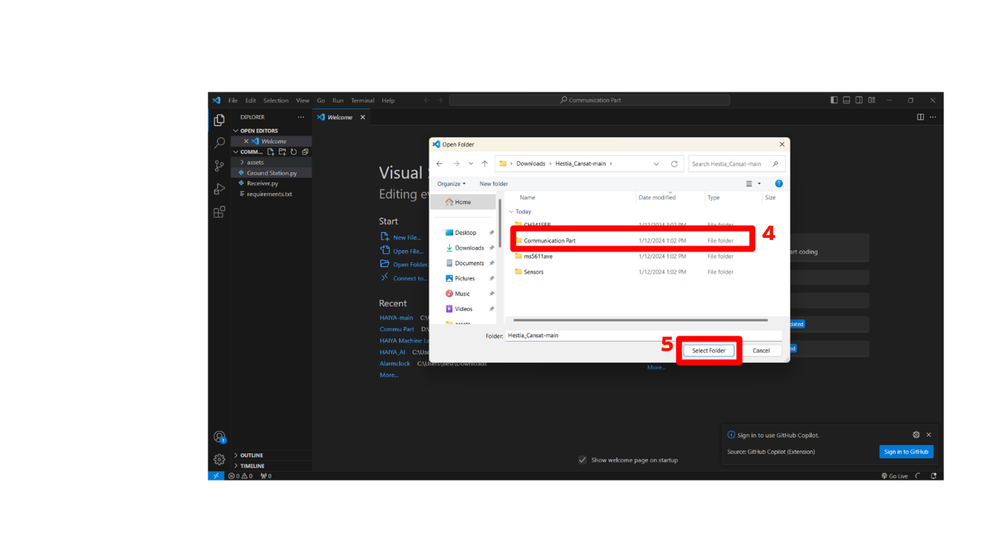 File Edit Selection View Go Run Terminal Help
Communication Part
EXPLORER
Welcome
OPEN EDITORS
Welcome
COMM...
assets
Ground Station.py
Receiver.py
requirements.txt
OUTLINE
TIMELINE
Visual
Editing
Start
New File...
Open File...
Open Folder.
Connect to...
Recent
HAIYA-main
Commu Part
HAIYA Machine
HAIYA_AI C:\Use
Alarmclock C:\Users\Best\Downloads
More...
Open Folder
Downloads > Hestia_Cansat-main >
Search Hestia_Cansat-main
Organize New folder
Home
Desktop
Downloads
Documents
Pictures
Music
Videos
assets
Name Date modified Type Size
Today
CH341SER 1/12/2024 1:02 PM File folder
Communication Part 1/12/2024 1:02 PM File folder
4
ms5611ave 1/12/2024 1:02 PM File folder
Sensors 1/12/2024 1:02 PM File folder
Folder: Hestia_Cansat-main
5
Select Folder Cancel
art coding
dated
ed
More...
Show welcome page on startup
Sign in to use GitHub Copilot.
Source: GitHub Copilot (Extension)
Sign in to GitHub
1
0 0 0
Go Live